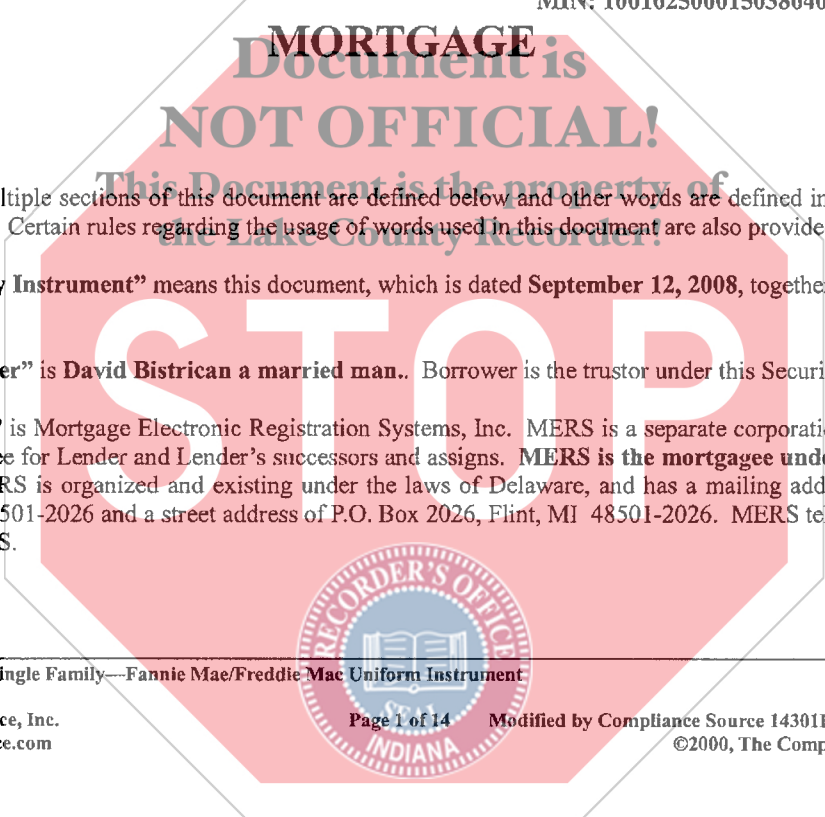 MORTGAGE
Document is
NOT OFFICIAL!
This Document is the property of
the Lake County Recorder!
ltiple sections of this document are defined below and other words are defined in
Certain rules regarding the usage of words used in this document are also provide
y Instrument” means this document, which is dated September 12, 2008, together
er” is David Bistrican a married man.. Borrower is the trustor under this Securi
” is Mortgage Electronic Registration Systems, Inc. MERS is a separate corporati
ee for Lender and Lender’s successors and assigns. MERS is the mortgagee unde
RS is organized and existing under the laws of Delaware, and has a mailing add
501-2026 and a street address of P.O. Box 2026, Flint, MI 48501-2026. MERS te
S.
STOP
RECORDER'S OFFICE
SEAL
INDIANA
ingle Family—Fannie Mae/Freddie Mac Uniform Instrument
ce, Inc. Page 1 of 14 Modified by Compliance Source 14301
e.com ©2000, The Comp